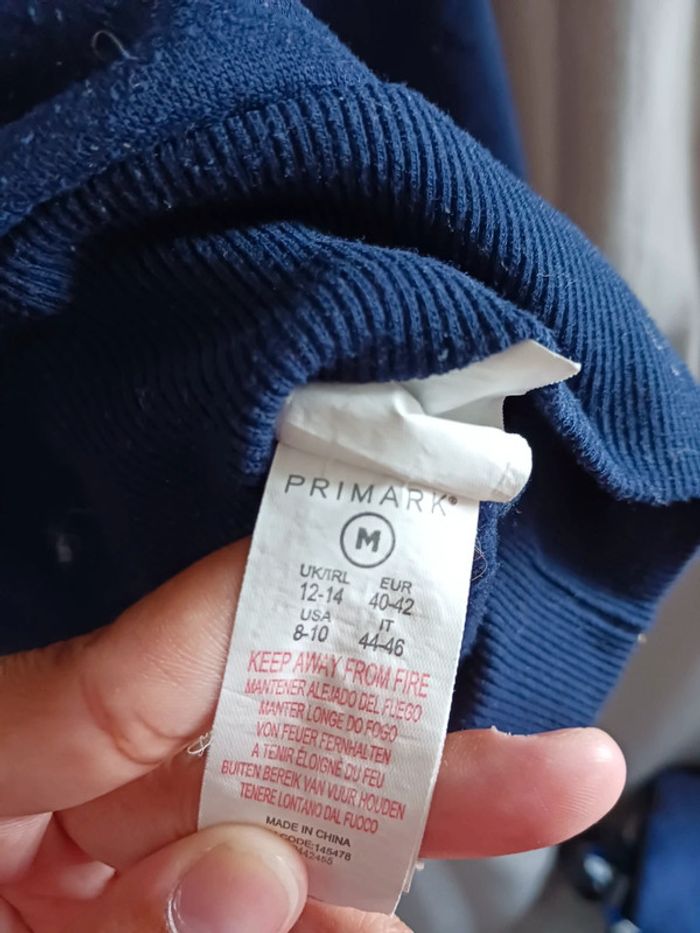 PRIMARK®
M
UK/IRL EUR
12-14 40-42
USA IT
8-10 44-46
KEEP AWAY FROM FIRE
MANTENER ALEJADO DEL FUEGO
MANTER LONGE DO FOGO
VON FEUER FERNHALTEN
A TENIR ÉLOIGNÉ DU FEU
BUITEN BEREIK VAN VUUR HOUDEN
TENERE LONTANO DAL FUOCO
MADE IN CHINA
CODE:145478